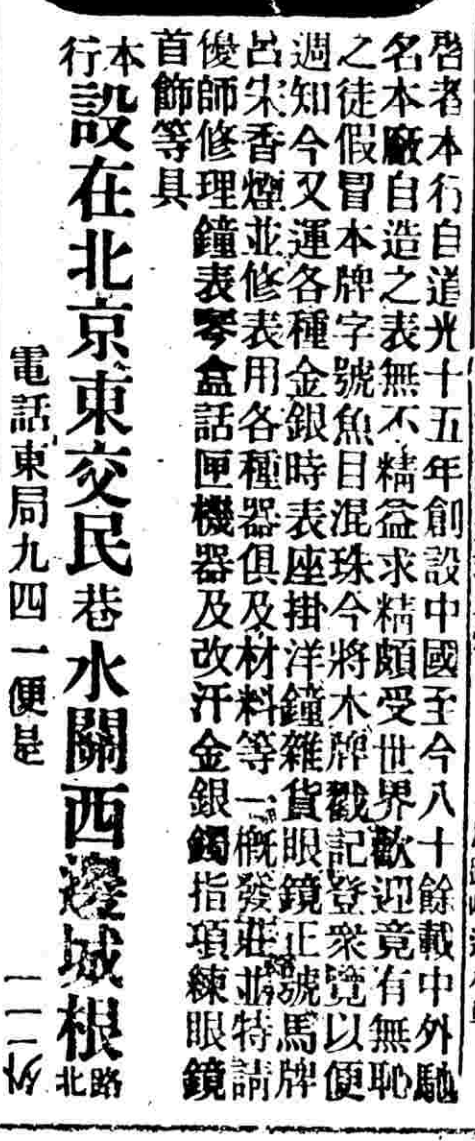 啓者本行自道光十五年創設中國至今八十餘載中外馳
名本廠自造之表無不精益求精頗受世界歡迎竟有無恥
之徒假冒本牌字號魚目混珠今將木牌戳記登衆覽以便
週知今又運各種金銀時表座掛洋鐘雜貨眼鏡正號馬牌
呂宋香煙並修表用各種器俱及材料等一概發莊並特請
優師修理鐘表琴盒話匣機器及改汗金銀鐲指項練眼鏡
首飾等具
本行設在北京東交民巷水關西邊城根路北
電話東局九四一便是